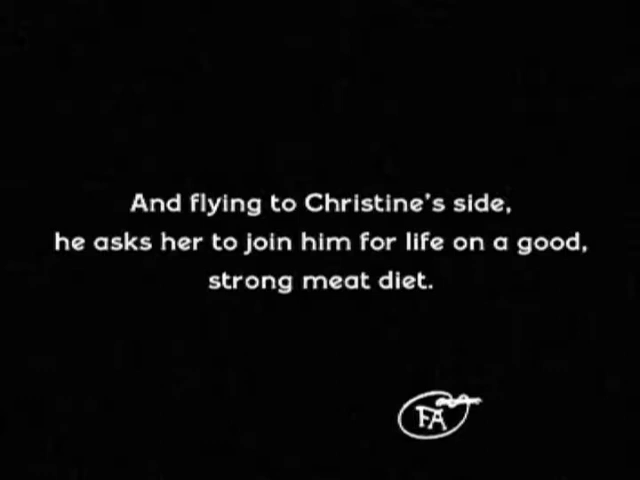 And flying to Christine's side,
he asks her to join him for life on a good,
strong meat diet.
FA